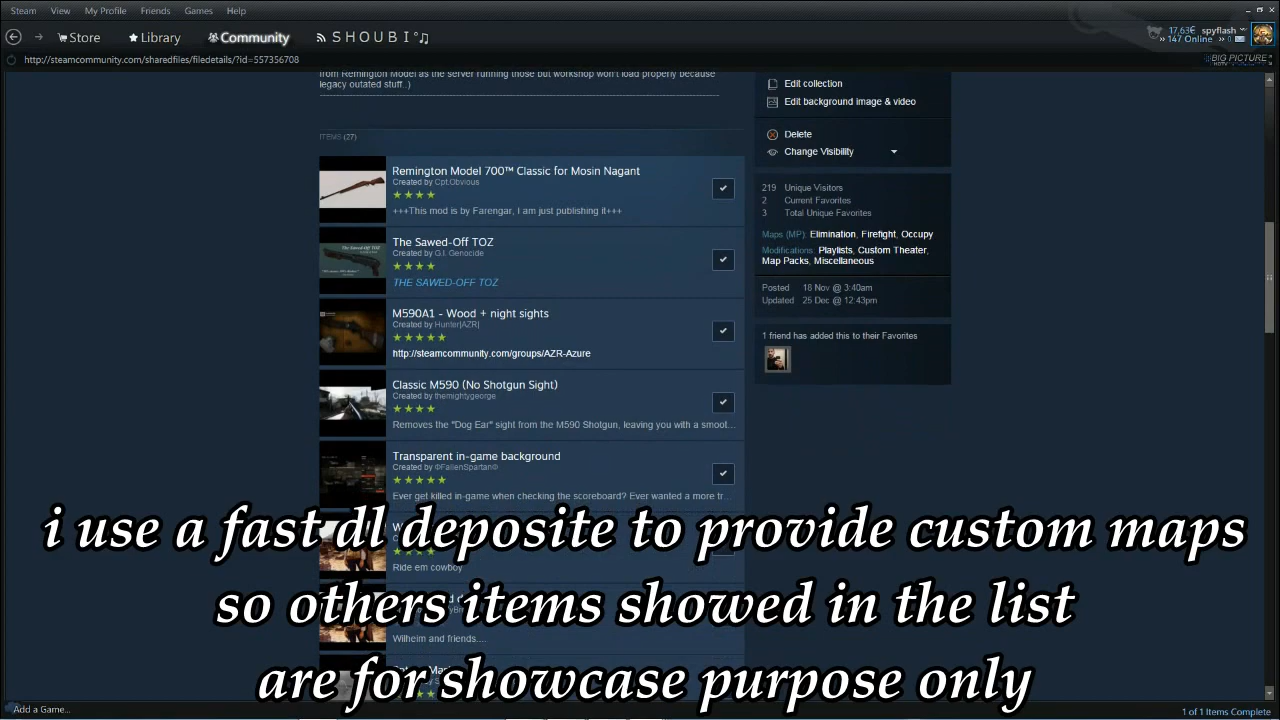 Steam View My Profile Friends Games Help
Store Library Community SHOUBI°♫
17,63€ spyflash
147 Online
http://steamcommunity.com/sharedfiles/filedetails/?id=557356708
BIG PICTURE
from Remington Model as the server running those but workshop won't load properly because
legacy outated stuff..)
ITEMS (27)
Remington Model 700™ Classic for Mosin Nagant
Created by Cpt.Obvious
+++This mod is by Farengar, I am just publishing it+++
The Sawed-Off TOZ
Created by G.I. Genocide
THE SAWED-OFF TOZ
M590A1 - Wood + night sights
Created by Hunter[AZR]
http://steamcommunity.com/groups/AZR-Azure
Classic M590 (No Shotgun Sight)
Created by themightygeorge
Removes the "Dog Ear" sight from the M590 Shotgun, leaving you with a smoot...
Transparent in-game background
Created by ©FallenSpartan®
Ever get killed in-game when checking the scoreboard? Ever wanted a more tr...
Ride em cowboy
Wilheim and friends....
Edit collection
Edit background image & video
Delete
Change Visibility
219 Unique Visitors
2 Current Favorites
3 Total Unique Favorites
Maps (MP): Elimination, Firefight, Occupy
Modifications: Playlists, Custom Theater,
Map Packs, Miscellaneous
Posted 18 Nov @ 3:40am
Updated 25 Dec @ 12:43pm
1 friend has added this to their Favorites
i use a fast dl deposite to provide custom maps
so others items showed in the list
are for showcase purpose only
Add a Game...
1 of 1 Items Complete